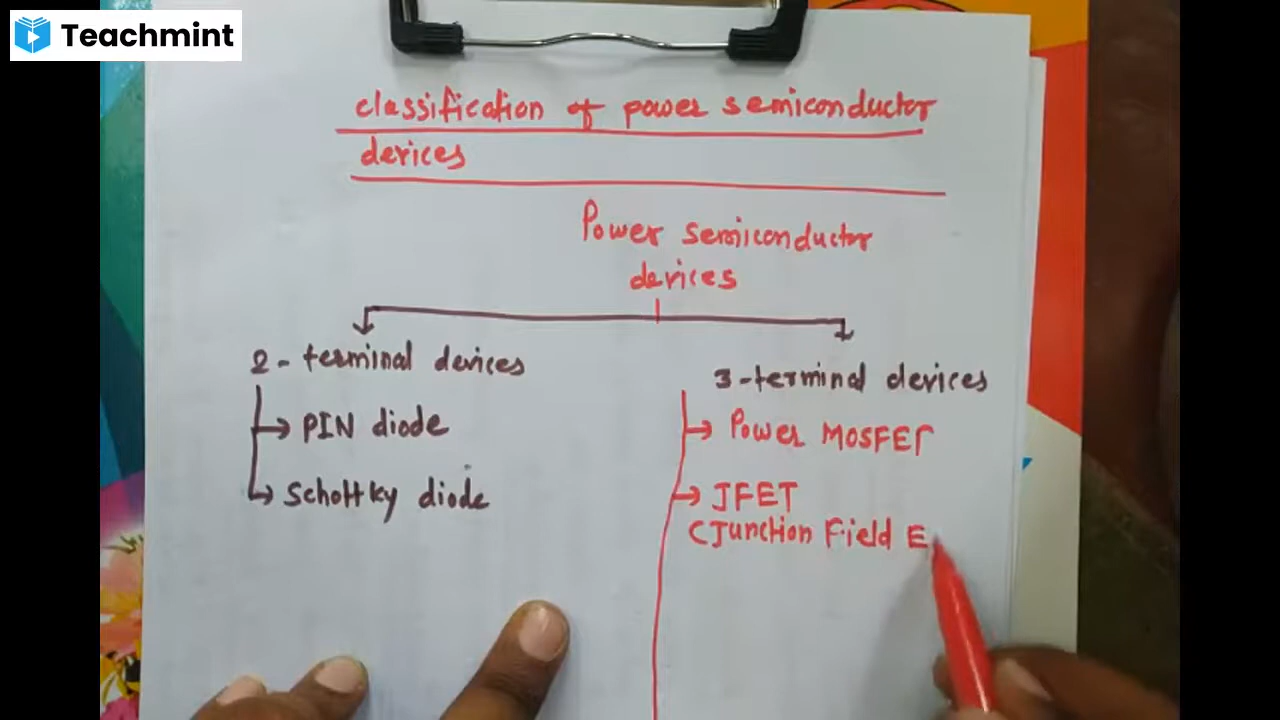 Teachmint
classification of power semiconductor
devices
Power semiconductor
devices
2- terminal devices
PIN diode
Schottky diode
3-terminal devices
Power MOSFET
JFET
(Junction Field E